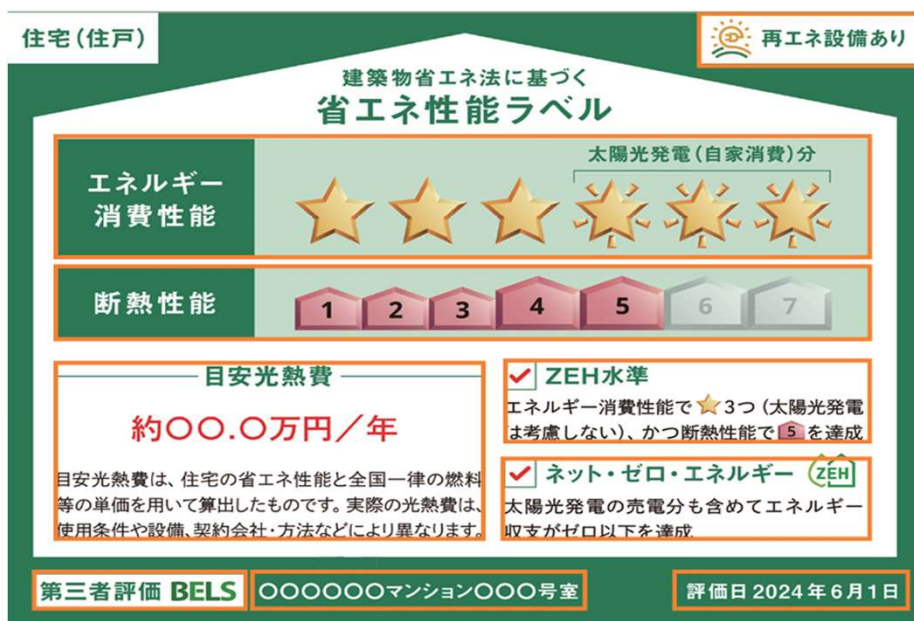 住宅(住戸)
再エネ設備あり
建築物省エネ法に基づく
省エネ性能ラベル
太陽光発電(自家消費)分
エネルギー
消費性能
断熱性能
1 2 3 4 5 6 7
目安光熱費
約〇〇.〇万円/年
目安光熱費は、住宅の省エネ性能と全国一律の燃料
等の単価を用いて算出したものです。実際の光熱費は、
使用条件や設備、契約会社・方法などにより異なります。
ZEH水準
エネルギー消費性能で⭐3つ(太陽光発電
は考慮しない)、かつ断熱性能で5を達成
ネット・ゼロ・エネルギー ZEH
太陽光発電の売電分も含めてエネルギー
収支がゼロ以下を達成
第三者評価 BELS
〇〇〇〇〇〇マンション〇〇〇号室
評価日 2024年6月1日